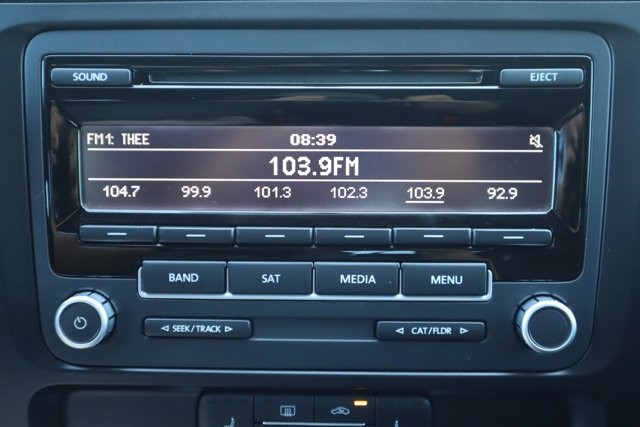 SOUND EJECT
FM1: THEE 08:39
103.9FM
104.7 99.9 101.3 102.3 103.9 92.9
BAND SAT MEDIA MENU
SEEK/TRACK CAT/FLDR